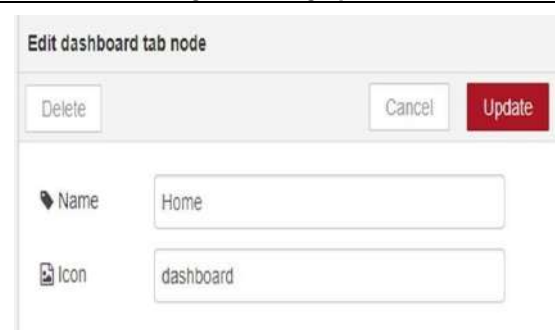 Edit dashboard tab node
Delete Cancel Update
Name Home
Icon dashboard